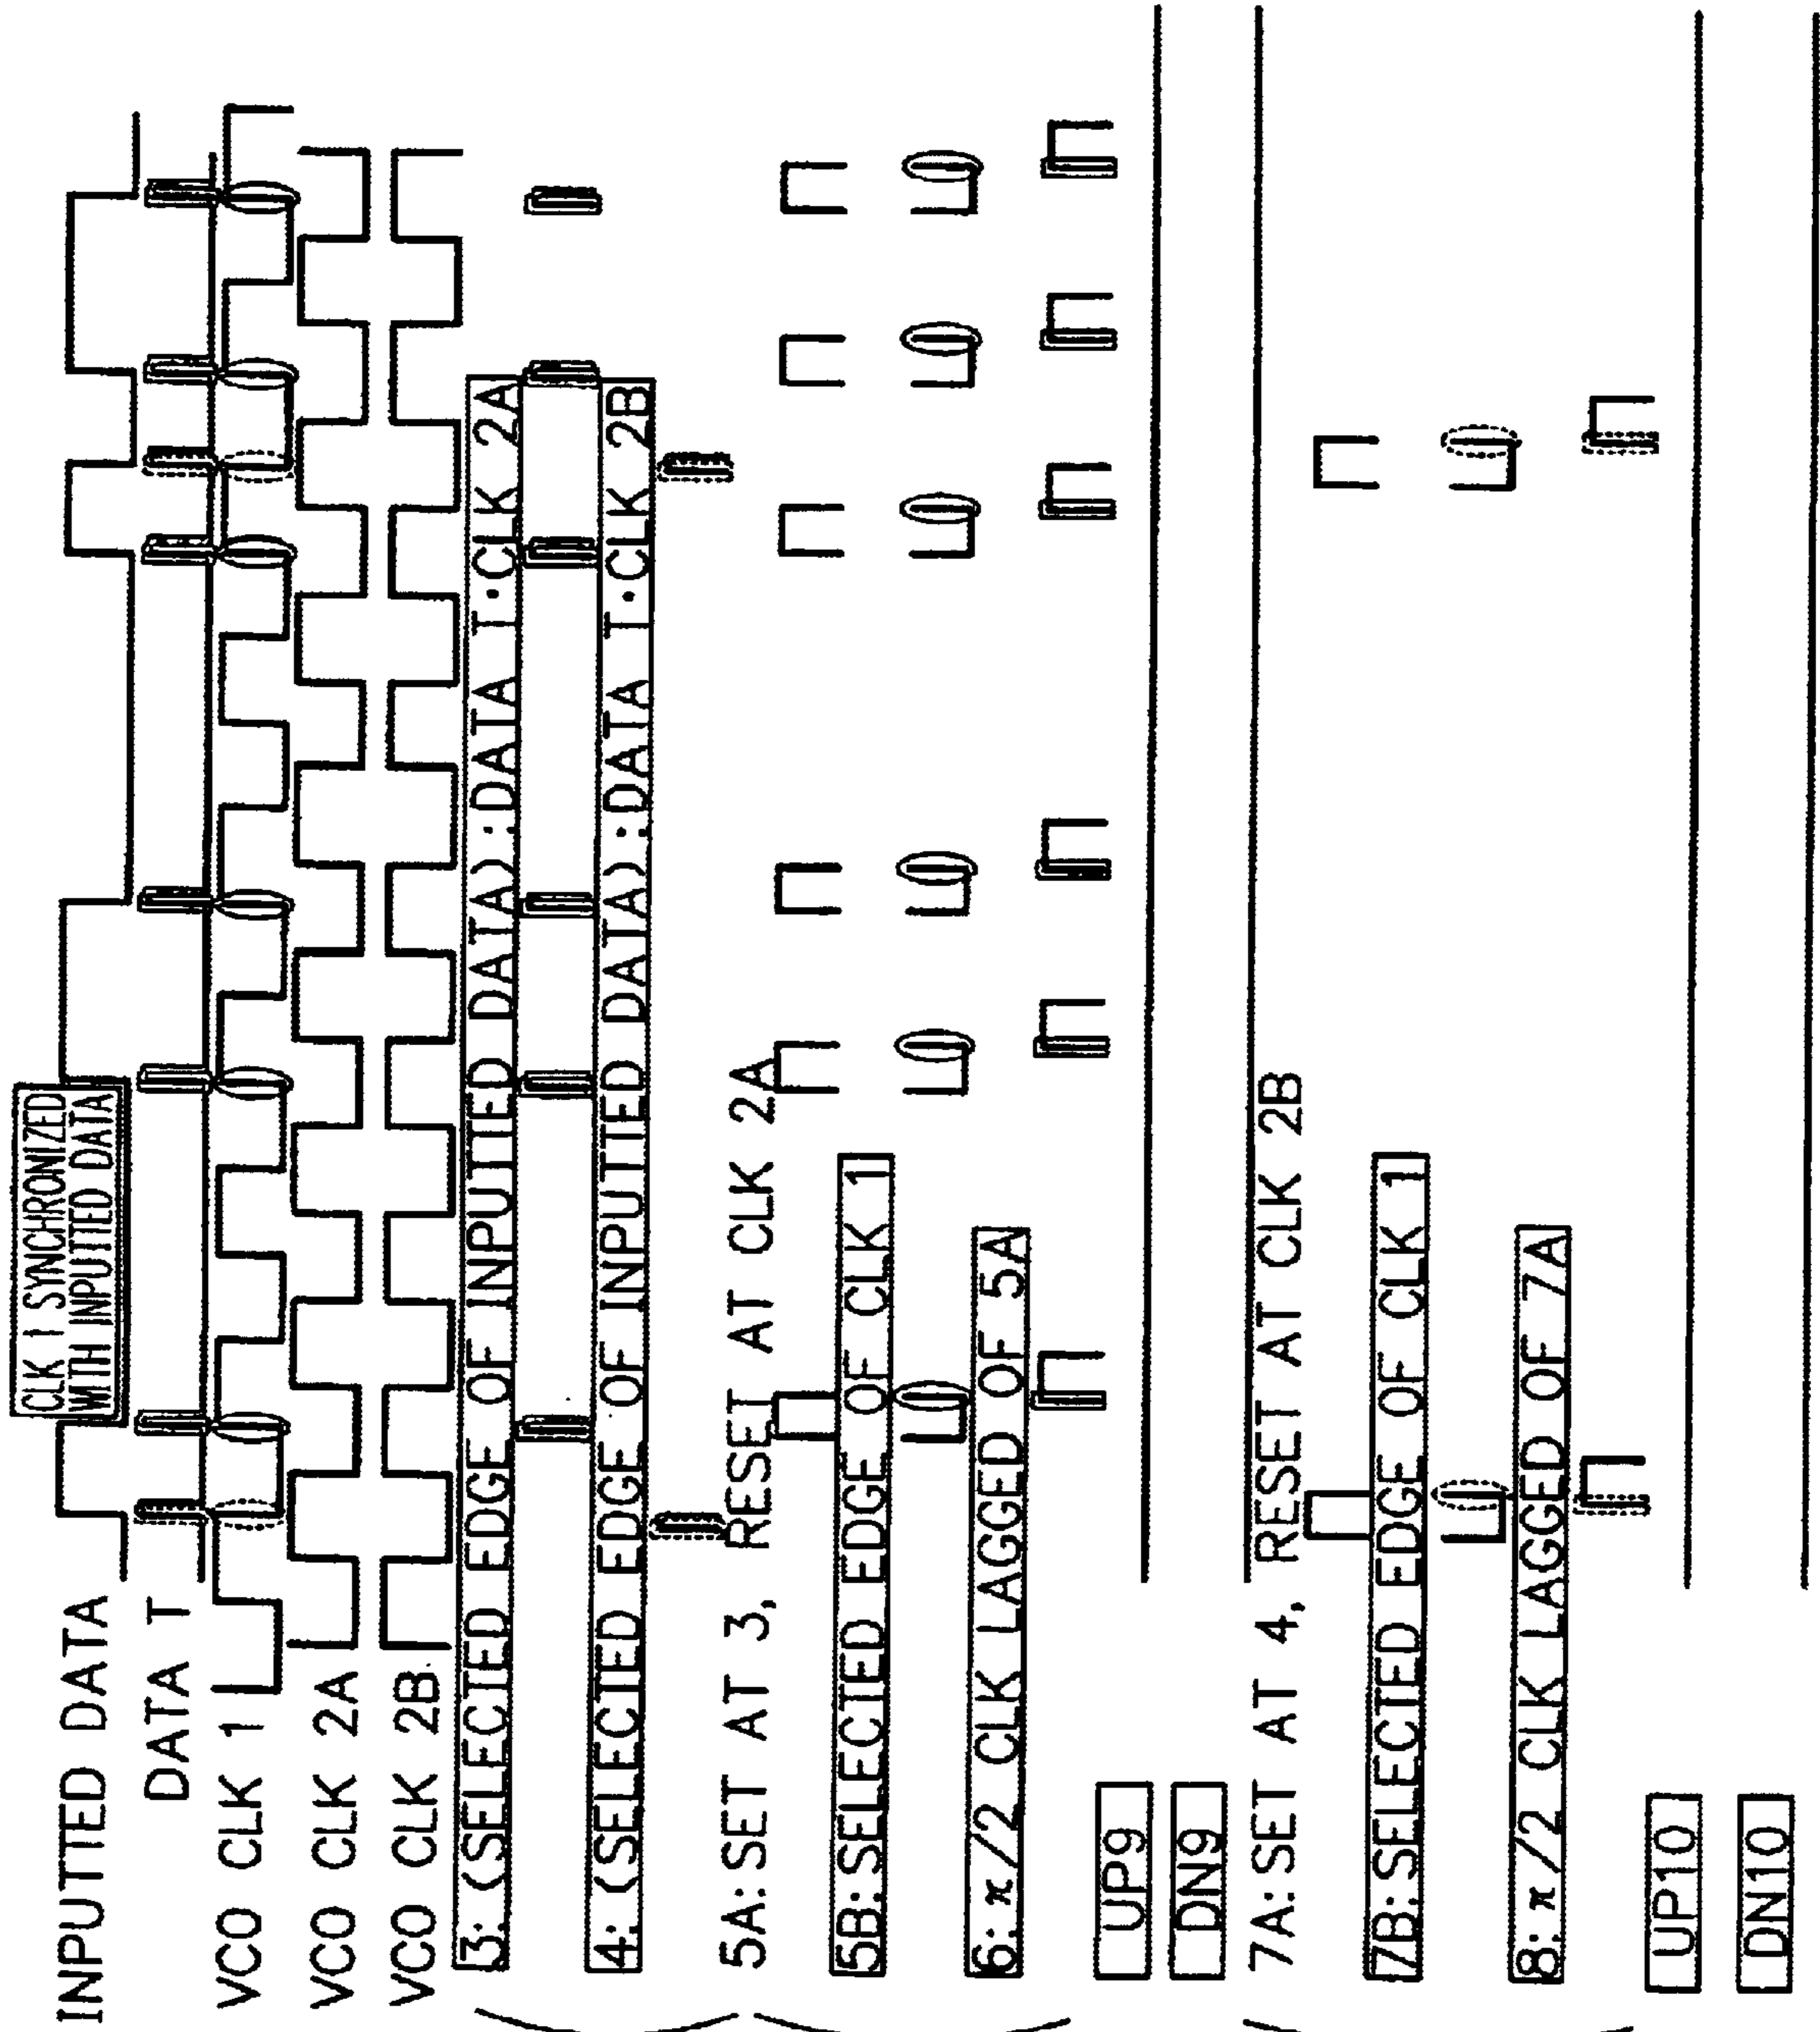 CLK 1 SYNCHRONIZED
WITH INPUTTED DATA
INPUTTED DATA
DATA T
VCO CLK 1
VCO CLK 2A
VCO CLK 2B
3: (SELECTED EDGE OF INPUTTED DATA) : DATA T·CLK 2A
4: (SELECTED EDGE OF INPUTTED DATA) : DATA T·CLK 2B
5A: SET AT 3, RESET AT CLK 2A
5B: SELECTED EDGE OF CLK 1
6: π/2 CLK LAGGED OF 5A
UP9
DN9
7A: SET AT 4, RESET AT CLK 2B
7B: SELECTED EDGE OF CLK 1
8: π/2 CLK LAGGED OF 7A
UP10
DN10